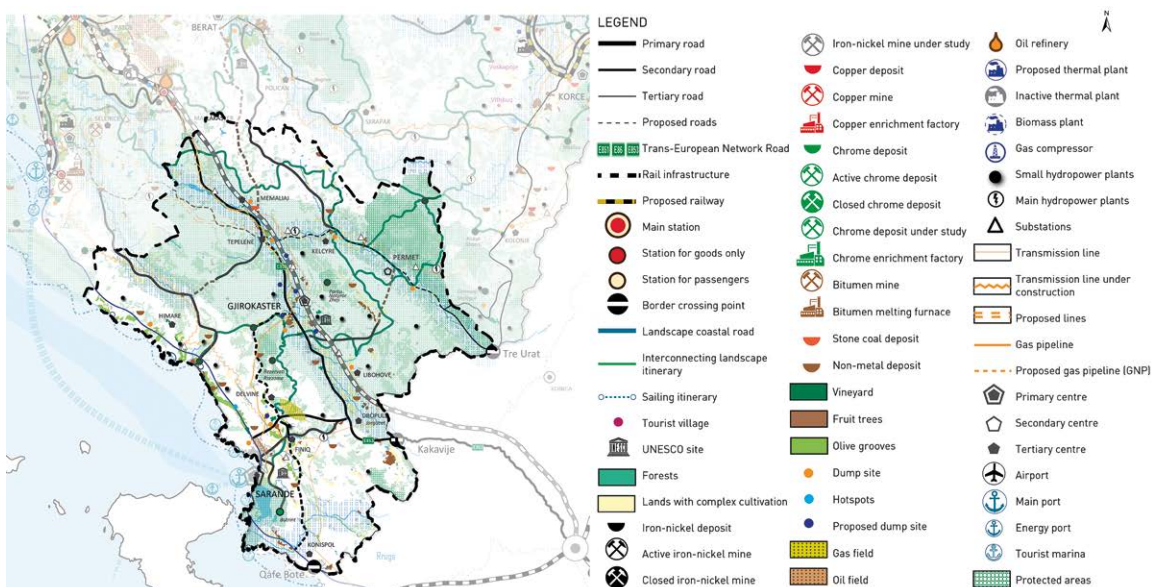 BERAT
POLIÇAN
KORCE
MEMALIAJ
TEPELENE
KELCYRE
PERMET
GJIROKASTER
HIMARE
LIBOHOVE
Tre Urat
DELVINE
Kakavije
FINIQ
SARANDE
Butrint
KONISPOL
Qafe Bote
N
LEGEND
Primary road
Secondary road
Tertiary road
Proposed roads
Trans-European Network Road
Rail infrastructure
Proposed railway
Main station
Station for goods only
Station for passengers
Border crossing point
Landscape coastal road
Interconnecting landscape
itinerary
Sailing itinerary
Tourist village
UNESCO site
Forests
Lands with complex cultivation
Iron-nickel deposit
Active iron-nickel mine
Closed iron-nickel mine
Iron-nickel mine under study
Copper deposit
Copper mine
Copper enrichment factory
Chrome deposit
Active chrome deposit
Closed chrome deposit
Chrome deposit under study
Chrome enrichment factory
Bitumen mine
Bitumen melting furnace
Stone coal deposit
Non-metal deposit
Vineyard
Fruit trees
Olive grooves
Dump site
Hotspots
Proposed dump site
Gas field
Oil field
Oil refinery
Proposed thermal plant
Inactive thermal plant
Biomass plant
Gas compressor
Small hydropower plants
Main hydropower plants
Substations
Transmission line
Transmission line under
construction
Proposed lines
Gas pipeline
Proposed gas pipeline (GNP)
Primary centre
Secondary centre
Tertiary centre
Airport
Main port
Energy port
Tourist marina
Protected areas